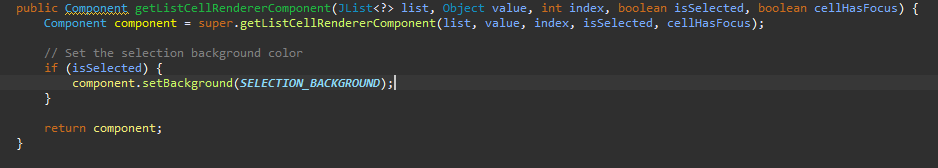 public Component getListCellRendererComponent(JList<?> list, Object value, int index, boolean isSelected, boolean cellHasFocus) {
Component component = super.getListCellRendererComponent(list, value, index, isSelected, cellHasFocus);
// Set the selection background color
if (isSelected) {
component.setBackground(SELECTION_BACKGROUND);
}
return component;
}